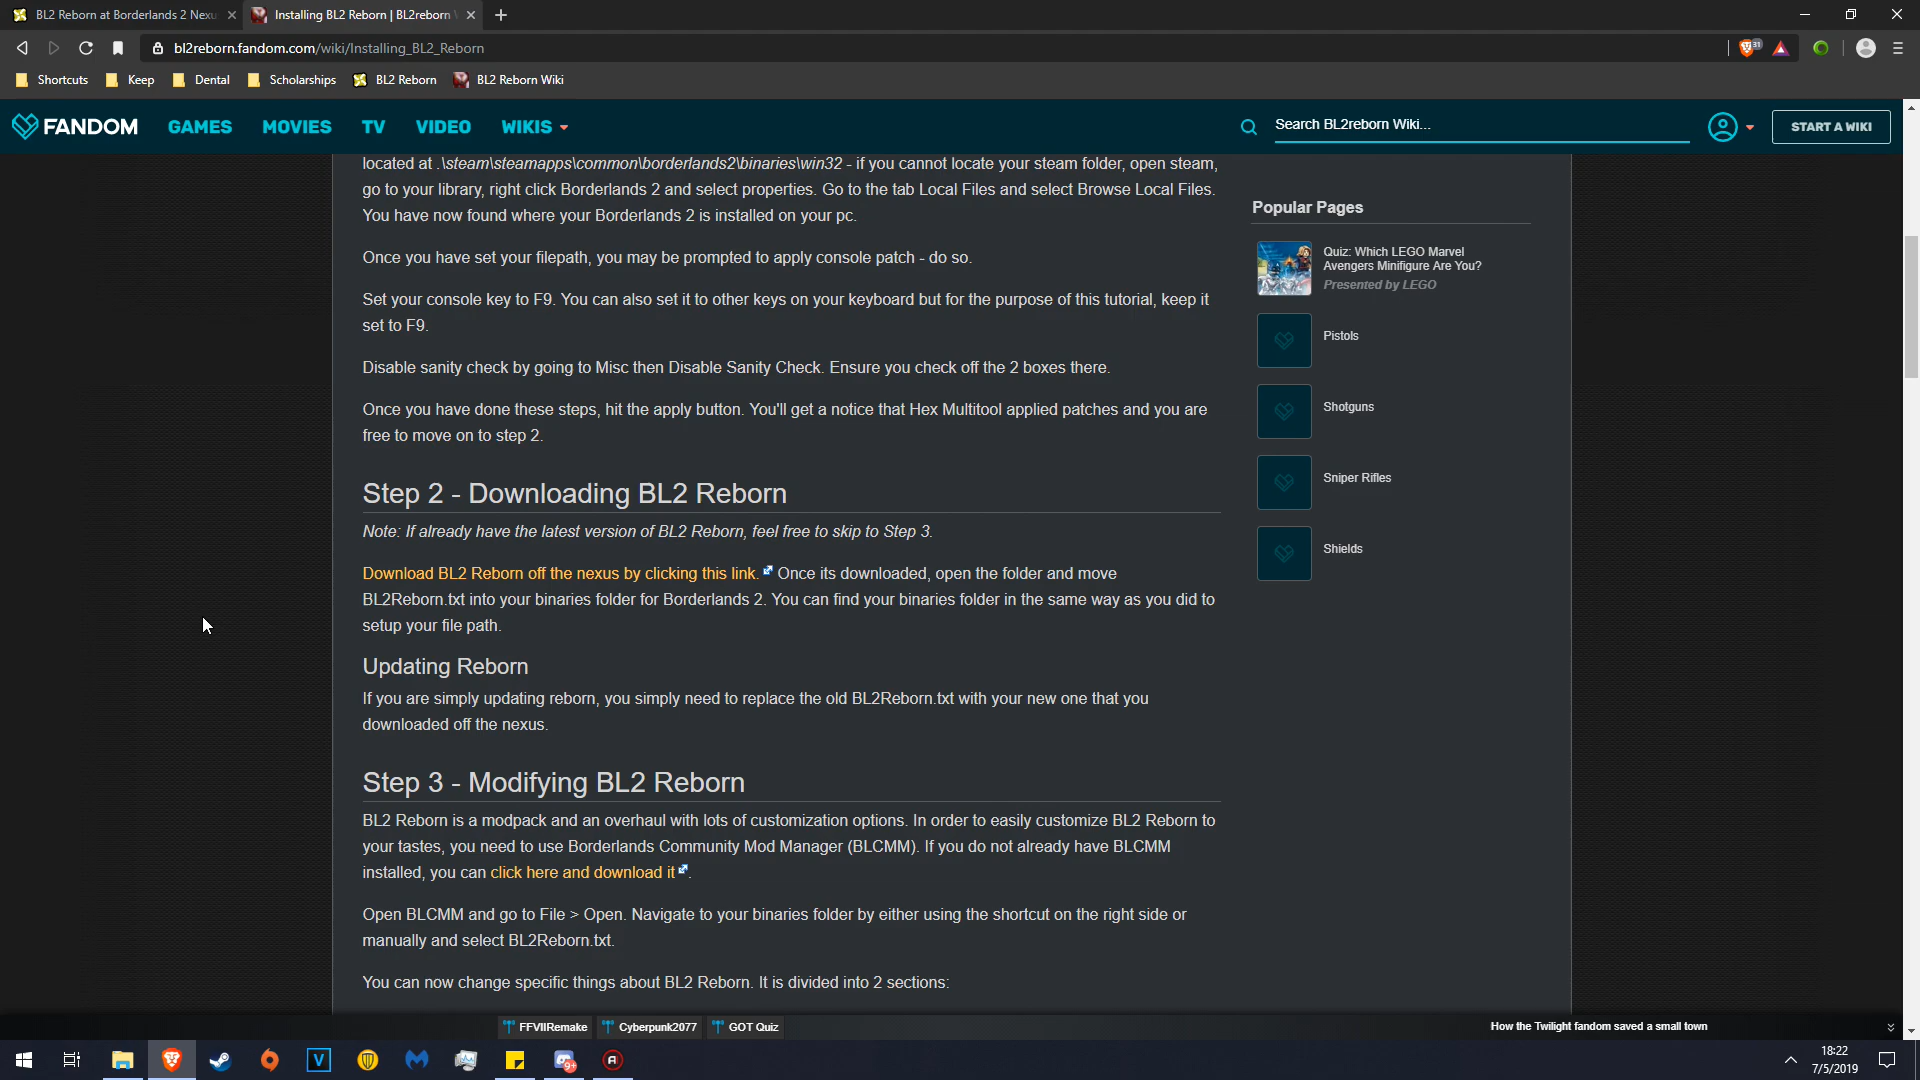 BL2 Reborn at Borderlands 2 Nexu
Installing BL2 Reborn | BL2reborn
bl2reborn.fandom.com/wiki/Installing_BL2_Reborn
31
Shortcuts
Keep
Dental
Scholarships
BL2 Reborn
BL2 Reborn Wiki
FANDOM
GAMES
MOVIES
TV
VIDEO
WIKIS
Search BL2reborn Wiki...
START A WIKI
located at .\steam\steamapps\common\borderlands2\binaries\win32 - if you cannot locate your steam folder, open steam,
go to your library, right click Borderlands 2 and select properties. Go to the tab Local Files and select Browse Local Files.
You have now found where your Borderlands 2 is installed on your pc.
Once you have set your filepath, you may be prompted to apply console patch - do so.
Set your console key to F9. You can also set it to other keys on your keyboard but for the purpose of this tutorial, keep it
set to F9.
Disable sanity check by going to Misc then Disable Sanity Check. Ensure you check off the 2 boxes there.
Once you have done these steps, hit the apply button. You'll get a notice that Hex Multitool applied patches and you are
free to move on to step 2.
Step 2 - Downloading BL2 Reborn
Note: If already have the latest version of BL2 Reborn, feel free to skip to Step 3.
Download BL2 Reborn off the nexus by clicking this link. Once its downloaded, open the folder and move
BL2Reborn.txt into your binaries folder for Borderlands 2. You can find your binaries folder in the same way as you did to
setup your file path.
Updating Reborn
If you are simply updating reborn, you simply need to replace the old BL2Reborn.txt with your new one that you
downloaded off the nexus.
Step 3 - Modifying BL2 Reborn
BL2 Reborn is a modpack and an overhaul with lots of customization options. In order to easily customize BL2 Reborn to
your tastes, you need to use Borderlands Community Mod Manager (BLCMM). If you do not already have BLCMM
installed, you can click here and download it.
Open BLCMM and go to File > Open. Navigate to your binaries folder by either using the shortcut on the right side or
manually and select BL2Reborn.txt.
You can now change specific things about BL2 Reborn. It is divided into 2 sections:
Popular Pages
Quiz: Which LEGO Marvel
Avengers Minifigure Are You?
Presented by LEGO
Pistols
Shotguns
Sniper Rifles
Shields
FFVIIRemake
Cyberpunk2077
GOT Quiz
How the Twilight fandom saved a small town
V
9+
18:22
7/5/2019